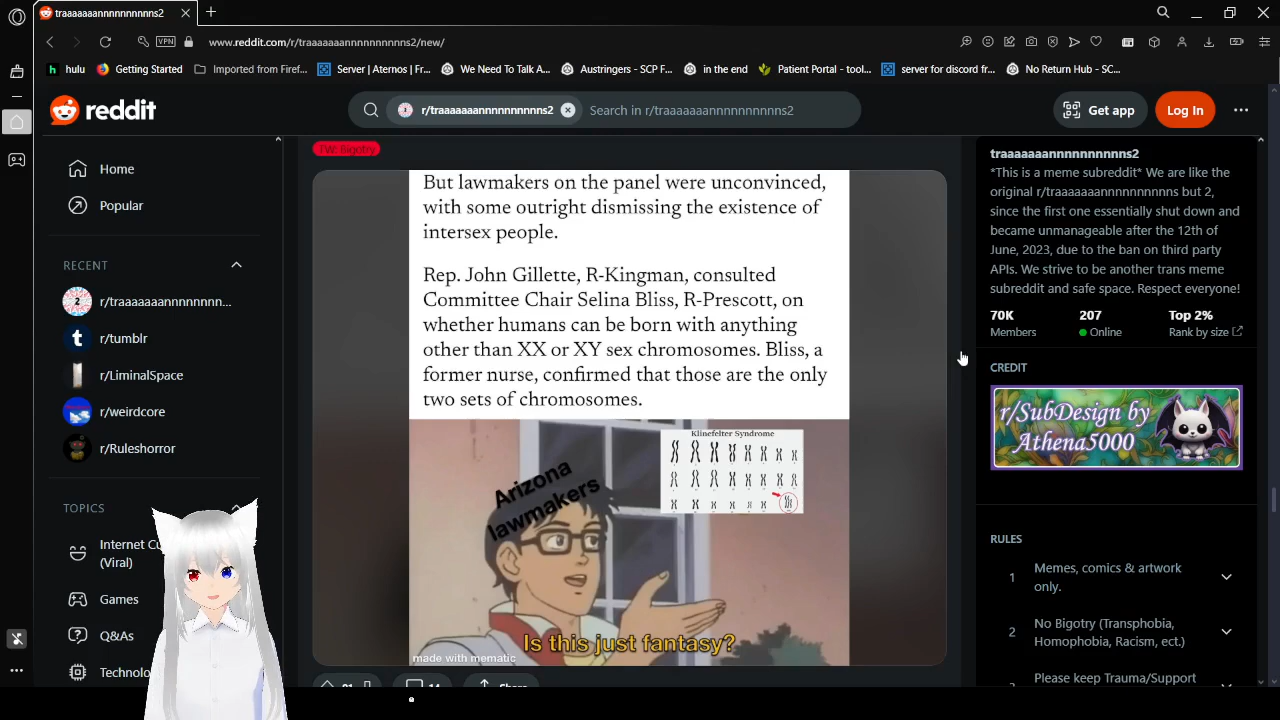 traaaaaaannnnnnnnnns2
www.reddit.com/r/traaaaaaannnnnnnnnns2/new/
VPN
hulu
Getting Started
Imported from Firef...
Server | Aternos | Fr...
We Need To Talk A...
Austringers - SCP F...
in the end
Patient Portal - tool...
server for discord fr...
No Return Hub - SC...
reddit
r/traaaaaaannnnnnnnnns2
Search in r/traaaaaaannnnnnnnnns2
Get app
Log In
Home
Popular
RECENT
r/traaaaaaannnnnnn...
r/tumblr
r/LiminalSpace
r/weirdcore
r/Ruleshorror
TOPICS
Internet Cu
(Viral)
Games
Q&As
Technolo
TW: Bigotry
But lawmakers on the panel were unconvinced,
with some outright dismissing the existence of
intersex people.
Rep. John Gillette, R-Kingman, consulted
Committee Chair Selina Bliss, R-Prescott, on
whether humans can be born with anything
other than XX or XY sex chromosomes. Bliss, a
former nurse, confirmed that those are the only
two sets of chromosomes.
Klinefelter Syndrome
Arizona
lawmakers
Is this just fantasy?
made with mematic
Share
traaaaaaannnnnnnnnns2
*This is a meme subreddit* We are like the
original r/traaaaaaannnnnnnnnns but 2,
since the first one essentially shut down and
became unmanageable after the 12th of
June, 2023, due to the ban on third party
APIs. We strive to be another trans meme
subreddit and safe space. Respect everyone!
70K
Members
207
Online
Top 2%
Rank by size
CREDIT
r/SubDesign by
Athena5000
RULES
1
Memes, comics & artwork
only.
2
No Bigotry (Transphobia,
Homophobia, Racism, ect.)
Please keep Trauma/Support